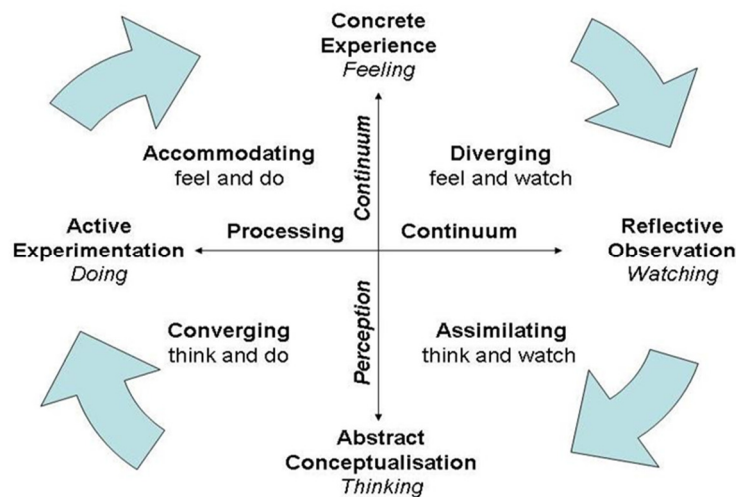 Concrete
Experience
Feeling
Accommodating
feel and do
Diverging
feel and watch
Continuum
Active
Experimentation
Doing
Processing
Continuum
Reflective
Observation
Watching
Converging
think and do
Perception
Assimilating
think and watch
Abstract
Conceptualisation
Thinking